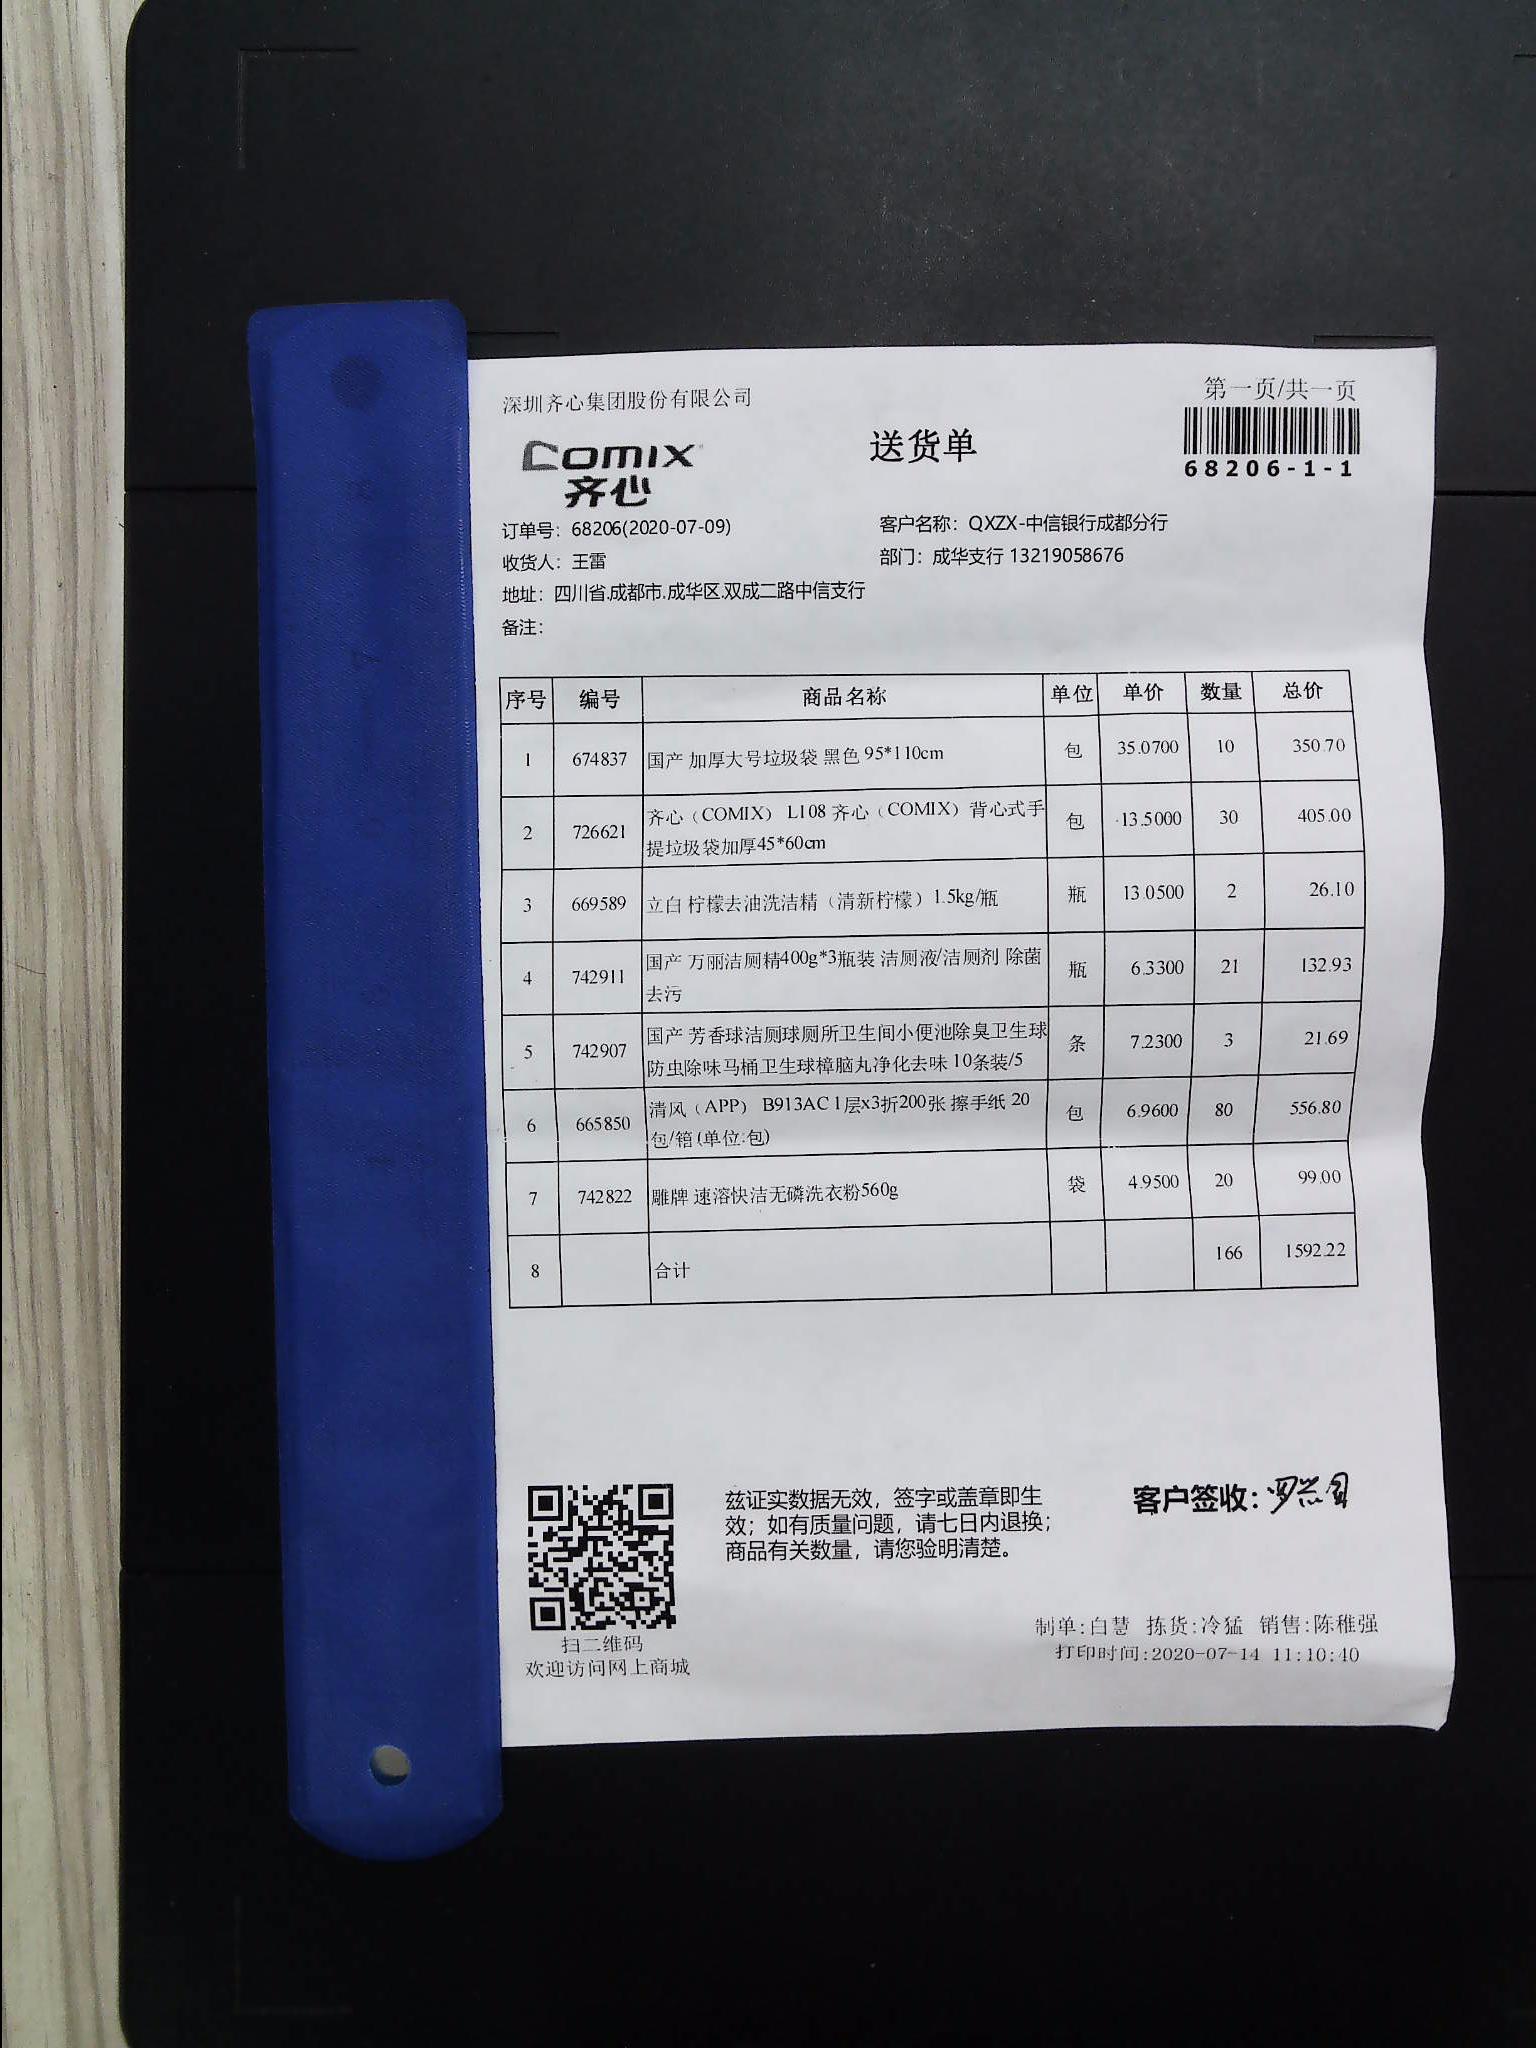 深圳齐心集团股份有限公司
第一页/共一页
comix
齐心
送货单
68206-1-1
订单号：68206(2020-07-09)
客户名称：QXZX-中信银行成都分行
收货人：王雷
部门：成华支行 13219058676
地址：四川省.成都市.成华区.双成二路中信支行
备注：
序号 编号 商品名称 单位 单价 数量 总价
1 674837 国产 加厚大号垃圾袋 黑色 95*110cm 包 35.0700 10 350.70
2 726621 齐心（COMIX） L108 齐心（COMIX）背心式手
提垃圾袋加厚45*60cm 包 13.5000 30 405.00
3 669589 立白 柠檬去油洗洁精（清新柠檬）1.5kg/瓶 瓶 13.0500 2 26.10
4 742911 国产 万丽洁厕精400g*3瓶装 洁厕液/洁厕剂 除菌
去污 瓶 6.3300 21 132.93
5 742907 国产 芳香球洁厕球厕所卫生间小便池除臭卫生球
防虫除味马桶卫生球樟脑丸净化去味 10条装/5 条 7.2300 3 21.69
6 665850 清风（APP） B913AC 1层x3折200张 擦手纸 20
包/箱(单位:包) 包 6.9600 80 556.80
7 742822 雕牌 速溶快洁无磷洗衣粉560g 袋 4.9500 20 99.00
8 合计 166 1592.22
兹证实数据无效，签字或盖章即生
效；如有质量问题，请七日内退换；
商品有关数量，请您验明清楚。
客户签收：
扫二维码
欢迎访问网上商城
制单:白慧 拣货:冷猛 销售:陈稚强
打印时间:2020-07-14 11:10:40